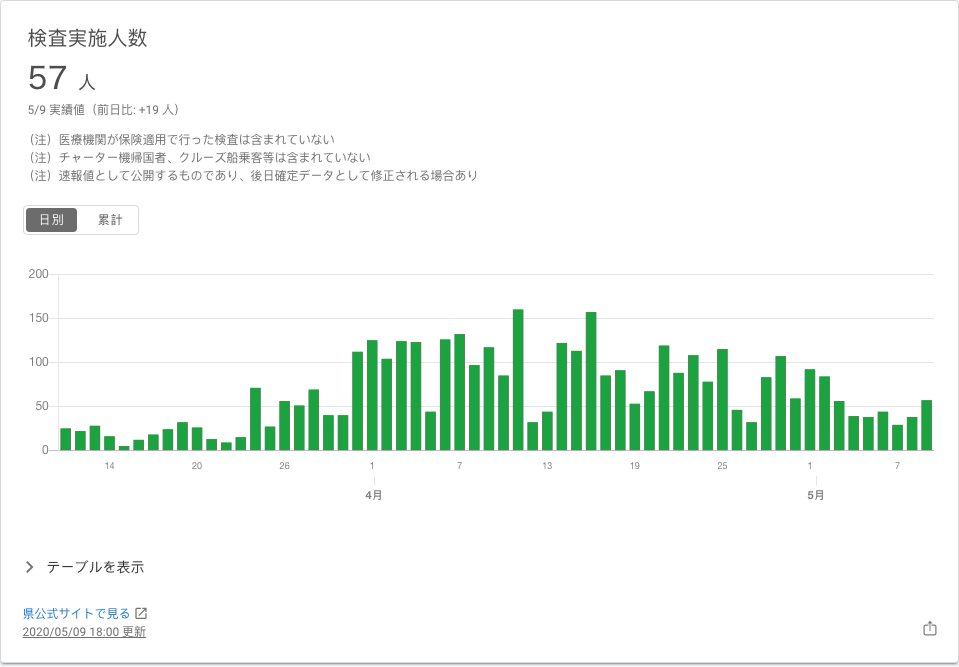 検査実施人数
57 人
5/9 実績値（前日比: +19 人）
（注）医療機関が保険適用で行った検査は含まれていない
（注）チャーター機帰国者、クルーズ船乗客等は含まれていない
（注）速報値として公開するものであり、後日確定データとして修正される場合あり
日別 累計
200
150
100
50
0
14 20 26 1 7 13 19 25 1 7
4月 5月
テーブルを表示
県公式サイトで見る
2020/05/09 18:00 更新